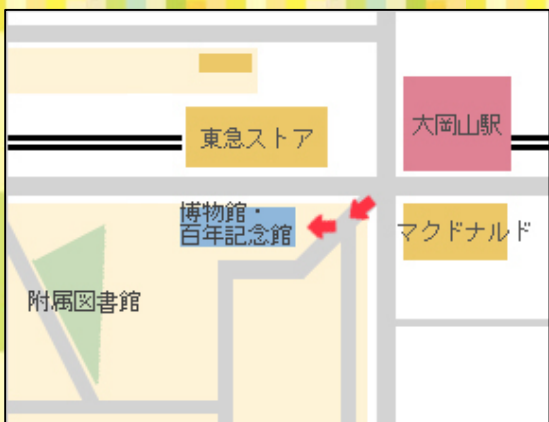 東急ストア
大岡山駅
博物館・
百年記念館
マクドナルド
附属図書館